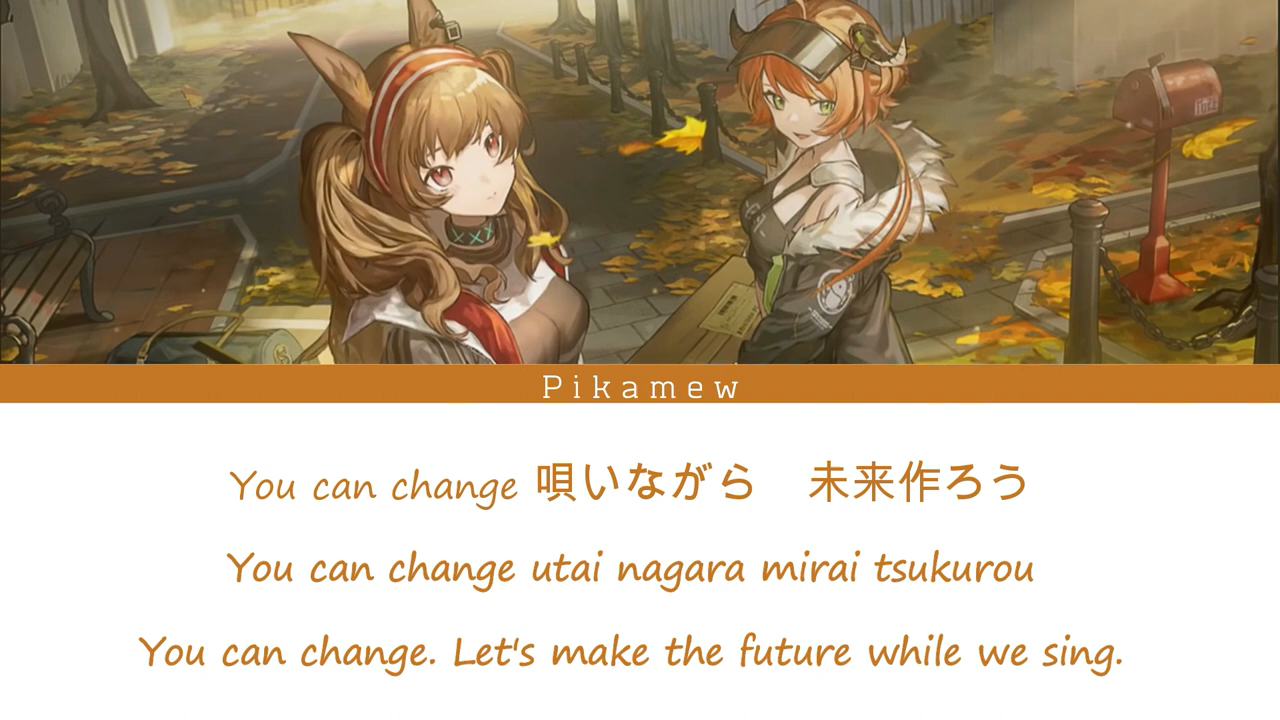 Pikamew
You can change 唄いながら　未来作ろう
You can change utai nagara mirai tsukurou
You can change. Let's make the future while we sing.